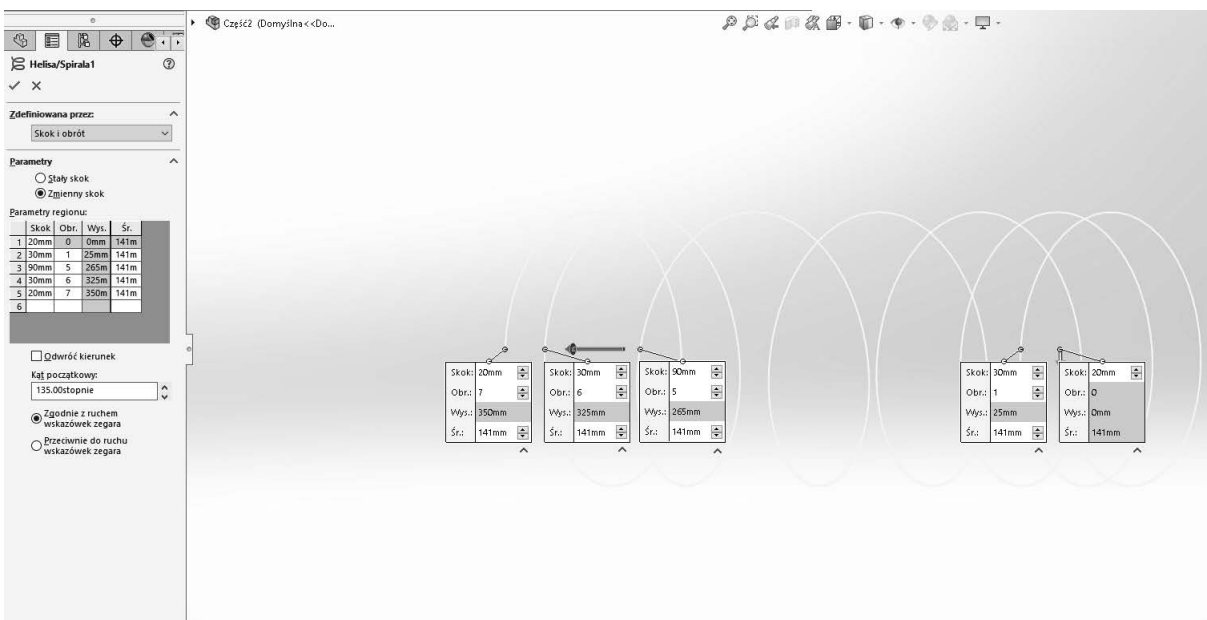 Część2 (Domyślna<<Do...
Helisa/Spirala1
Zdefiniowana przez:
Skok i obrót
Parametry
Stały skok
Zmienny skok
Parametry regionu:
Skok Obr. Wys. Śr.
1 20mm 0 0mm 141m
2 30mm 1 25mm 141m
3 90mm 5 265m 141m
4 30mm 6 325m 141m
5 20mm 7 350m 141m
6
Odwróć kierunek
Kąt początkowy:
135.00stopnie
Zgodnie z ruchem
wskazówek zegara
Przeciwnie do ruchu
wskazówek zegara
Skok: 20mm
Obr.: 7
Wys.: 350mm
Śr.: 141mm
Skok: 30mm
Obr.: 6
Wys.: 325mm
Śr.: 141mm
Skok: 90mm
Obr.: 5
Wys.: 265mm
Śr.: 141mm
Skok: 30mm
Obr.: 1
Wys.: 25mm
Śr.: 141mm
Skok: 20mm
Obr.: 0
Wys.: 0mm
Śr.: 141mm